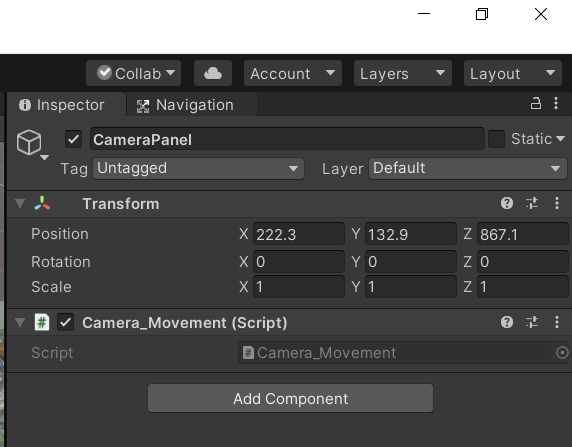 Collab Account Layers Layout
Inspector Navigation
CameraPanel Static
Tag Untagged Layer Default
Transform
Position X 222.3 Y 132.9 Z 867.1
Rotation X 0 Y 0 Z 0
Scale X 1 Y 1 Z 1
# Camera_Movement (Script)
Script # Camera_Movement
Add Component